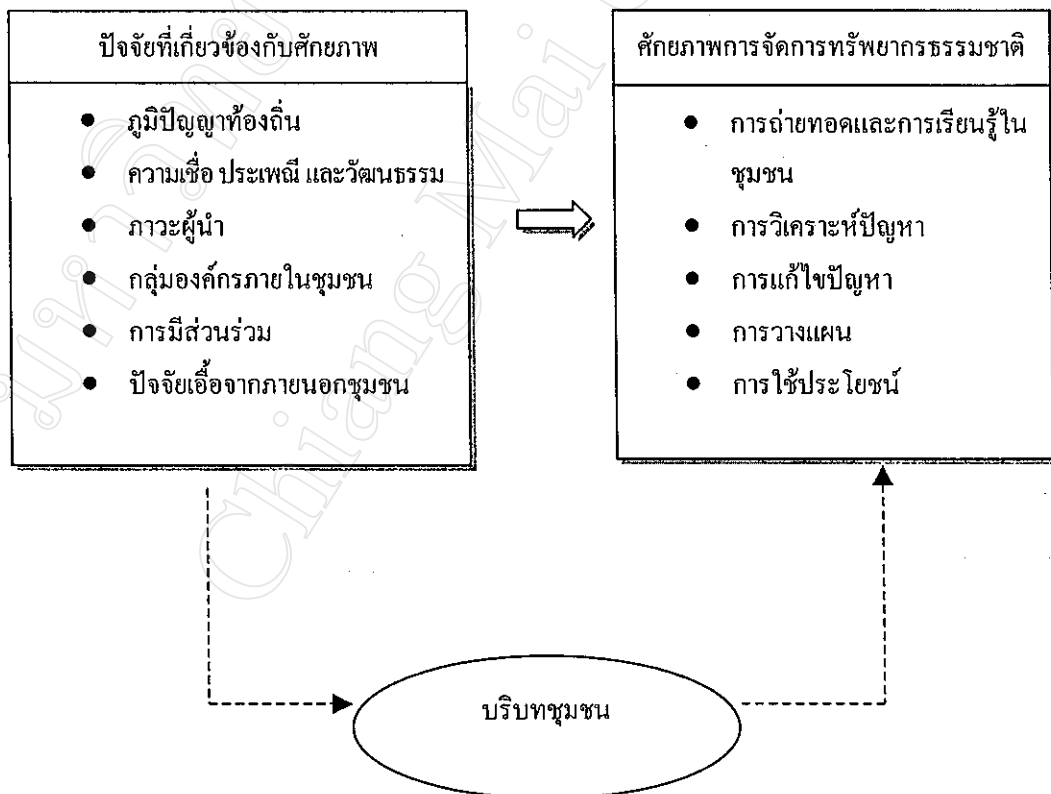 ปัจจัยที่เกี่ยวข้องกับศักยภาพ
● ภูมิปัญญาท้องถิ่น
● ความเชื่อ ประเพณี และวัฒนธรรม
● ภาวะผู้นำ
● กลุ่มองค์กรภายในชุมชน
● การมีส่วนร่วม
● ปัจจัยเอื้อจากภายนอกชุมชน
ศักยภาพการจัดการทรัพยากรธรรมชาติ
● การถ่ายทอดและการเรียนรู้ใน
ชุมชน
● การวิเคราะห์ปัญหา
● การแก้ไขปัญหา
● การวางแผน
● การใช้ประโยชน์
บริบทชุมชน
Chiang Mai